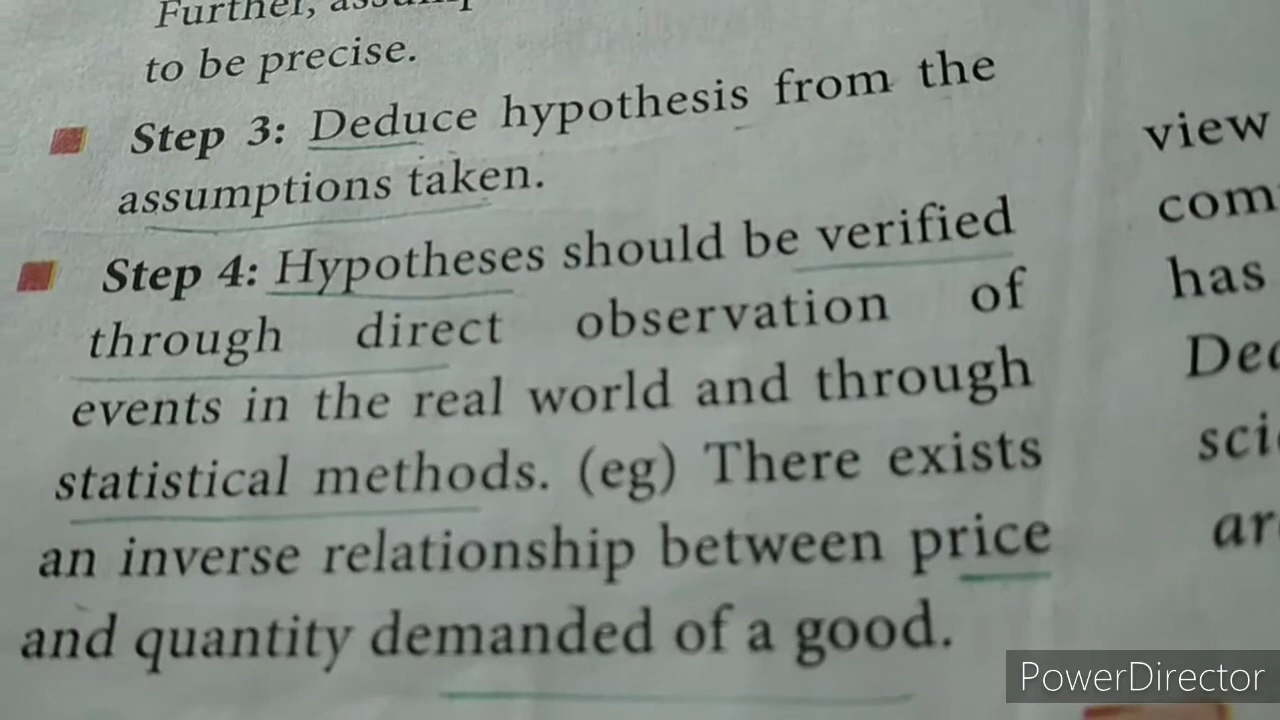 Further,
to be precise.
Step 3: Deduce hypothesis from the
assumptions taken.
Step 4: Hypotheses should be verified
through direct observation of
events in the real world and through
statistical methods. (eg) There exists
an inverse relationship between price
and quantity demanded of a good.
view
has
PowerDirector